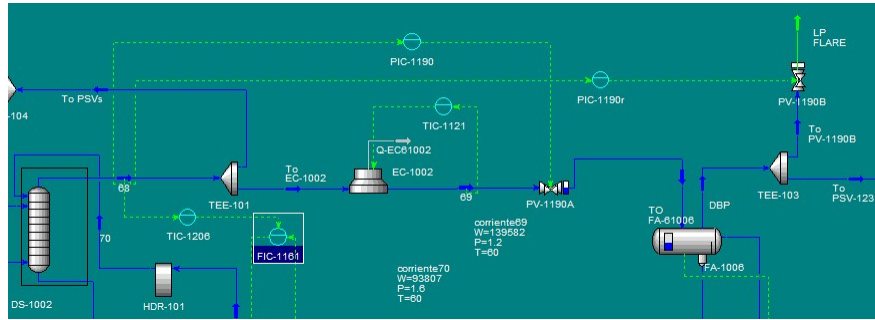 LP
FLARE
PIC-1190
PIC-1190r
PV-1190B
To PSVs
-104
TIC-1121
To
PV-1190B
Q-EC61002
To
EC-1002
EC-1002
68
TEE-101
69
PV-1190A
TEE-103
To
PSV-123
DBP
TO
FA-61006
TIC-1206
FIC-1161
70
corriente69
W=139582
P=1.2
T=60
corriente70
W=93807
P=1.6
T=60
FA-1006
DS-1002
HDR-101